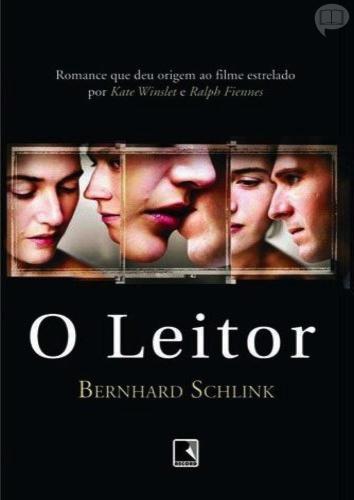 Romance que deu origem ao filme estrelado
por Kate Winslet e Ralph Fiennes
O Leitor
BERNHARD SCHLINK
RECORD